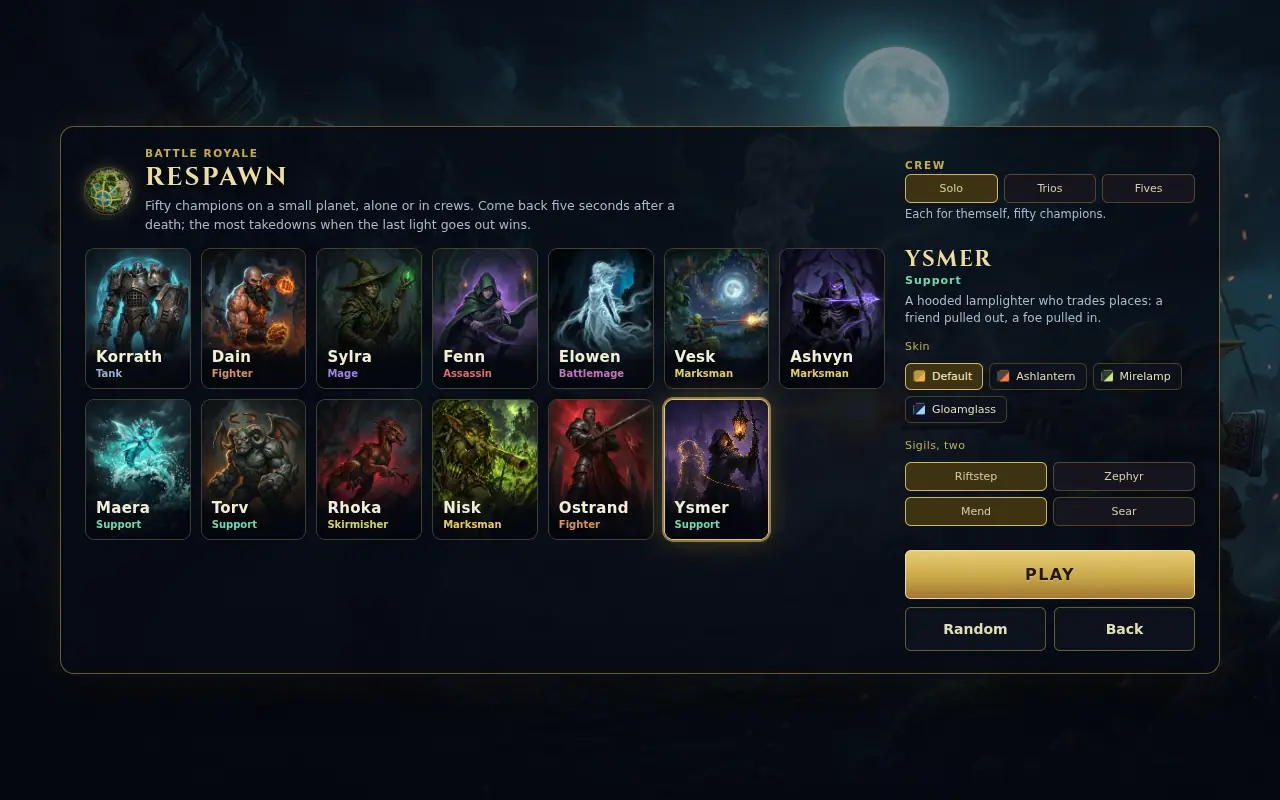 BATTLE ROYALE
RESPAWN
Fifty champions on a small planet, alone or in crews. Come back five seconds after a
death; the most takedowns when the last light goes out wins.
Korrath
Tank
Dain
Fighter
Sylra
Mage
Fenn
Assassin
Elowen
Battlemage
Vesk
Marksman
Ashvyn
Marksman
Maera
Support
Torv
Support
Rhoka
Skirmisher
Nisk
Marksman
Ostrand
Fighter
Ysmer
Support
CREW
Solo
Trios
Fives
Each for themself, fifty champions.
YSMER
Support
A hooded lamplighter who trades places: a
friend pulled out, a foe pulled in.
Skin
Default
Ashlantern
Mirelamp
Gloamglass
Sigils, two
Riftstep
Zephyr
Mend
Sear
PLAY
Random
Back